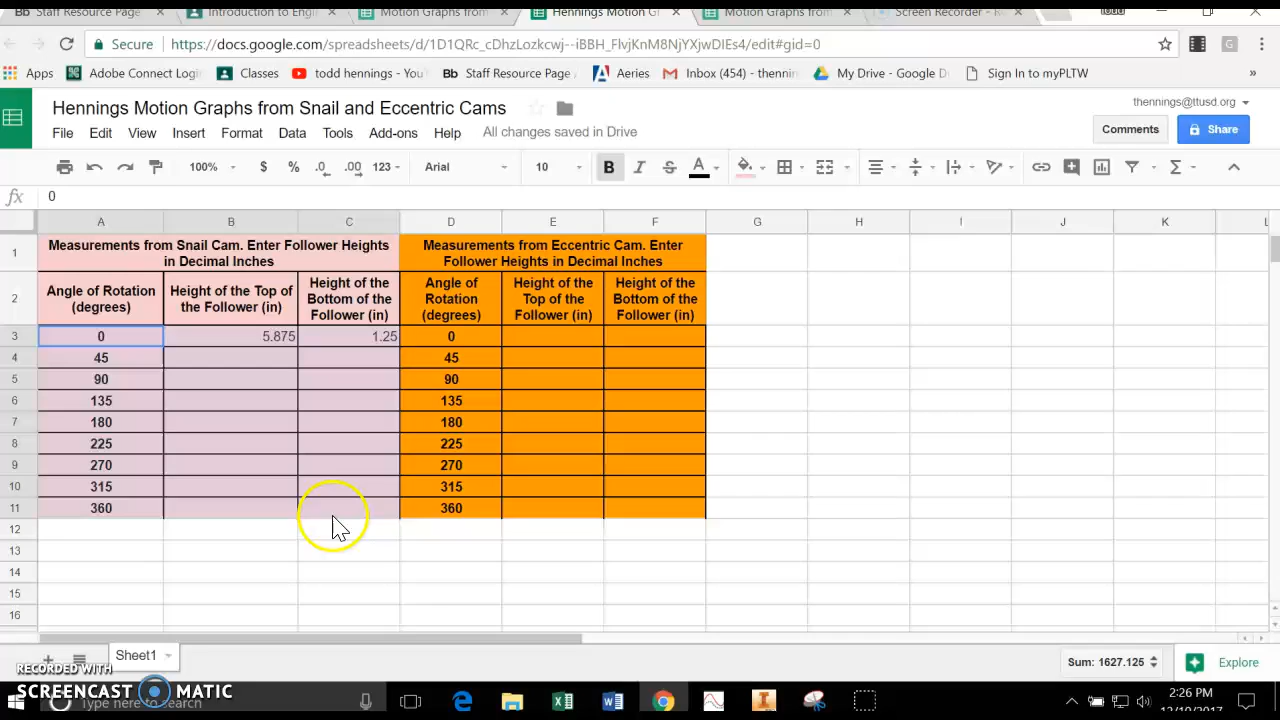 Bb Staff Resource Page
Introduction to Engi
Motion Graphs from
Hennings Motion Gr
Motion Graphs from
Screen Recorder - R
Secure
https://docs.google.com/spreadsheets/d/1D1QRc_cDhzLozkcwj--iBBH_FlvjKnM8NjYXjwDIEs4/edit#gid=0
Apps
Adobe Connect Logi
Classes
todd hennings - You
Bb Staff Resource Page
Aeries
Inbox (454) - thennin
My Drive - Google D
Sign In to myPLTW
»
Hennings Motion Graphs from Snail and Eccentric Cams
thennings@ttusd.org
File Edit View Insert Format Data Tools Add-ons Help All changes saved in Drive
Comments
Share
100% $ % .0 .00 123 Arial 10 B I S A Σ
fx 0
A B C D E F G H I J K L
1 Measurements from Snail Cam. Enter Follower Heights in Decimal Inches Measurements from Eccentric Cam. Enter Follower Heights in Decimal Inches
2 Angle of Rotation (degrees) Height of the Top of the Follower (in) Height of the Bottom of the Follower (in) Angle of Rotation (degrees) Height of the Top of the Follower (in) Height of the Bottom of the Follower (in)
3 0 5.875 1.25 0
4 45 45
5 90 90
6 135 135
7 180 180
8 225 225
9 270 270
10 315 315
11 360 360
12
13
14
15
16
Sheet1
Sum: 1627.125
Explore
RECORDED WITH
SCREENCAST MATIC
Type here to search
2:26 PM
12/10/2017